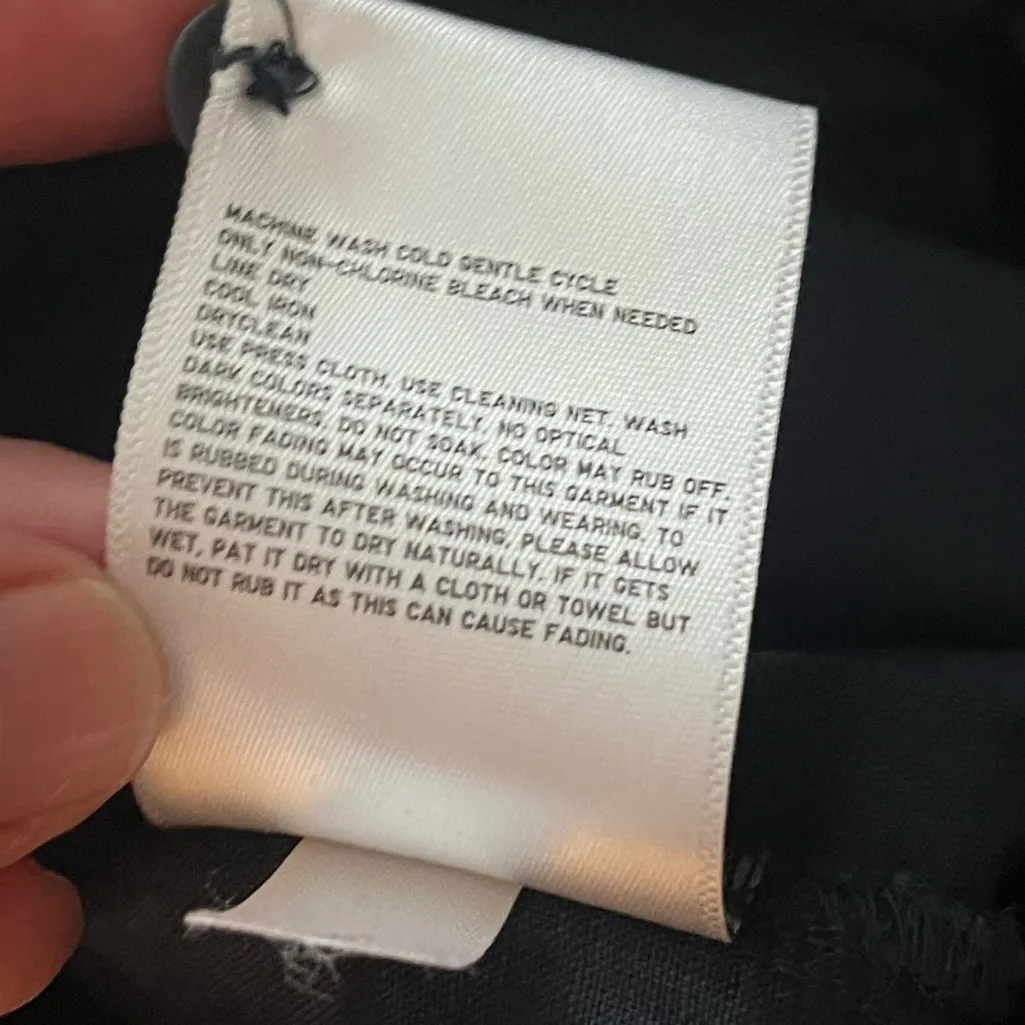 MACHINE WASH COLD GENTLE CYCLE
ONLY NON-CHLORINE BLEACH WHEN NEEDED
LINE DRY
COOL IRON
DRYCLEAN
USE PRESS CLOTH, USE CLEANING NET. WASH
DARK COLORS SEPARATELY, NO OPTICAL
BRIGHTENERS, DO NOT SOAK. COLOR MAY RUB OFF.
COLOR FADING MAY OCCUR TO THIS GARMENT IF IT
IS RUBBED DURING WASHING AND WEARING. TO
PREVENT THIS AFTER WASHING, PLEASE ALLOW
THE GARMENT TO DRY NATURALLY. IF IT GETS
WET, PAT IT DRY WITH A CLOTH OR TOWEL BUT
DO NOT RUB IT AS THIS CAN CAUSE FADING.